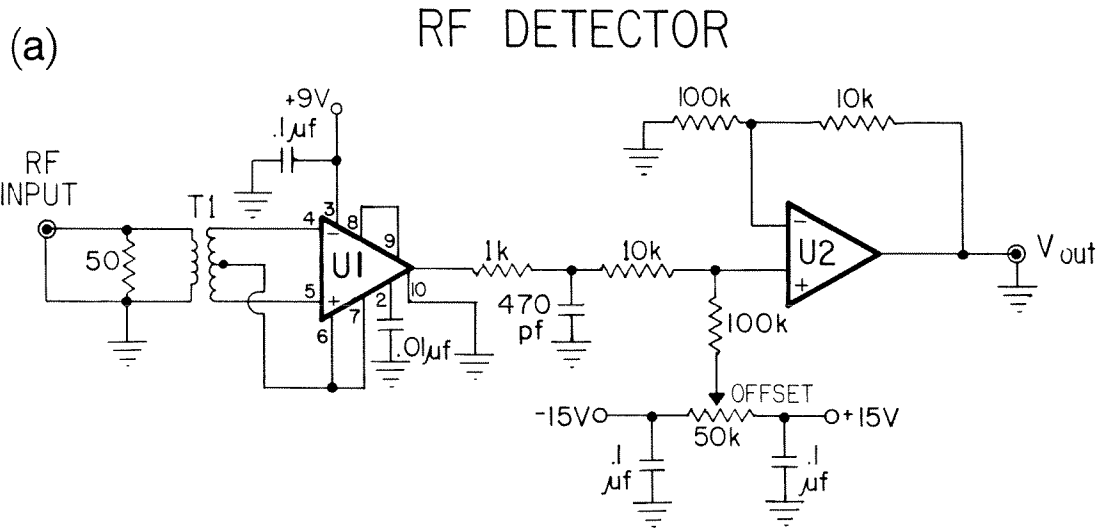 RF DETECTOR
(a)
+9V
.1µf
100k
10k
RF
INPUT
T1
50
4
3
8
9
5
6
7
2
10
U1
.01µf
1k
470
pf
10k
U2
V out
100k
OFFSET
-15V
50k
+15V
.1
µf
.1
µf
−
+
−
+